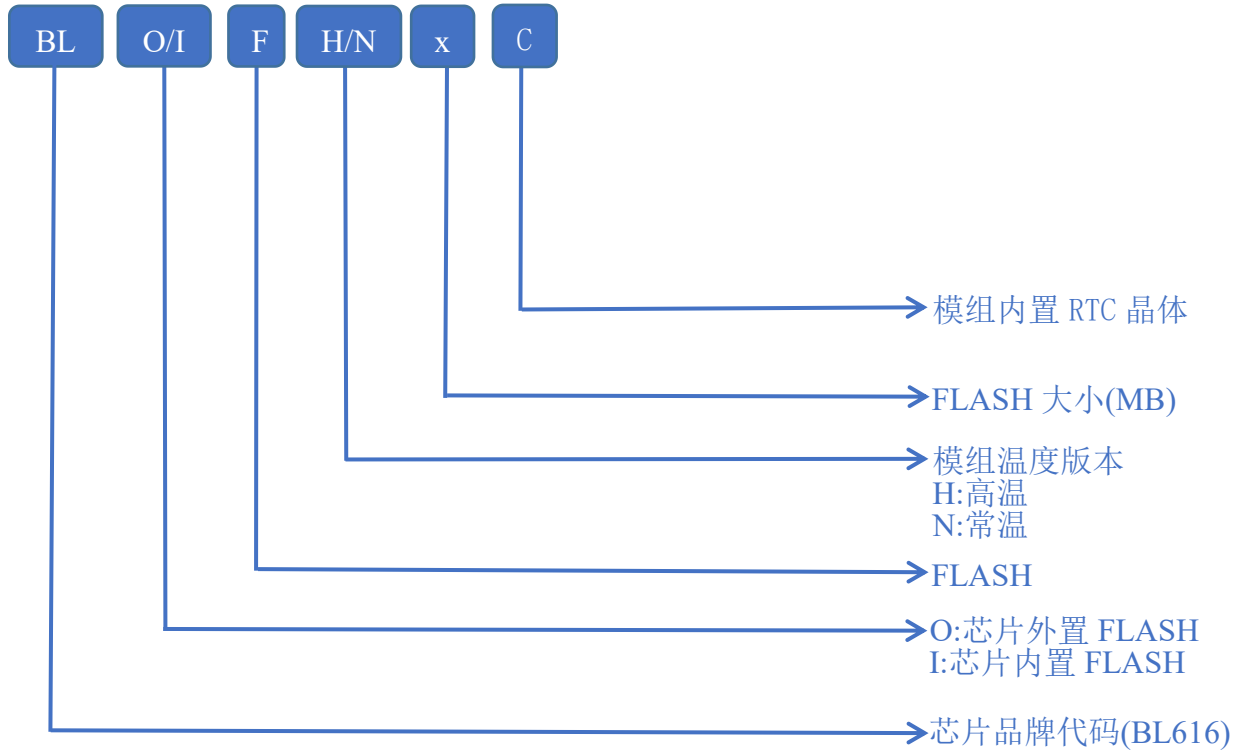 BL O/I F H/N x C
模组内置 RTC 晶体
FLASH 大小(MB)
模组温度版本
H:高温
N:常温
FLASH
O:芯片外置 FLASH
I:芯片内置 FLASH
芯片品牌代码(BL616)